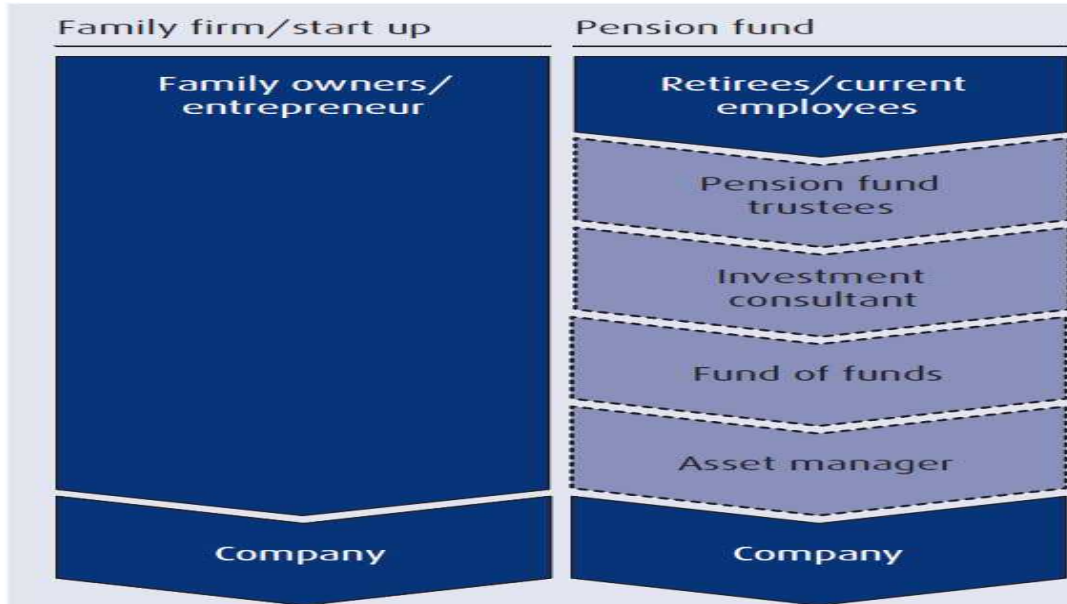 Family firm/start up
Family owners/
entrepreneur
Company
Pension fund
Retirees/current
employees
Pension fund
trustees
Investment
consultant
Fund of funds
Asset manager
Company